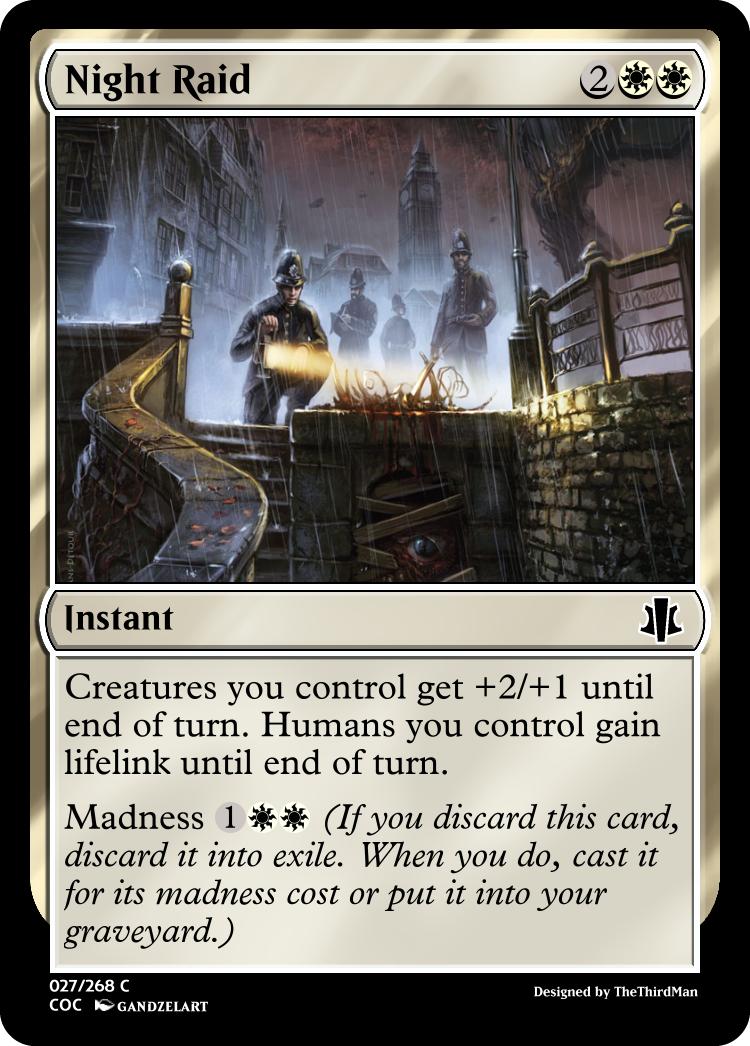 Night Raid 2
Instant
Creatures you control get +2/+1 until
end of turn. Humans you control gain
lifelink until end of turn.
Madness 1 (If you discard this card,
discard it into exile. When you do, cast it
for its madness cost or put it into your
graveyard.)
027/268 C
COC GANDZELART
Designed by TheThirdMan